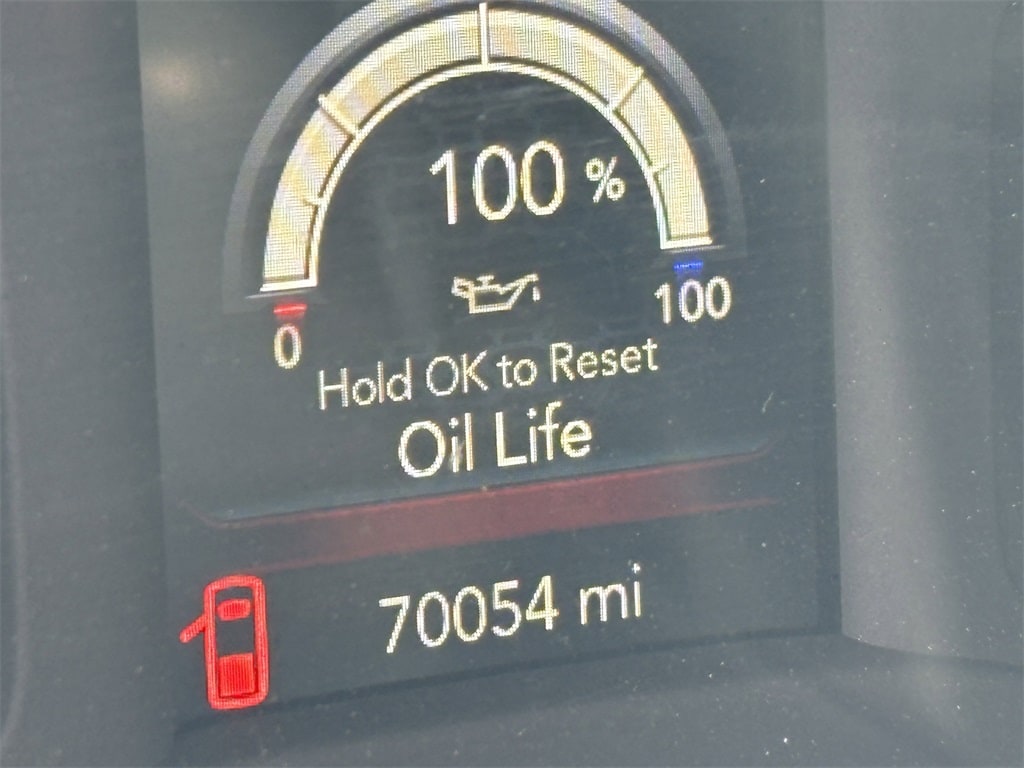 100 %
0 100
Hold OK to Reset
Oil Life
70054 mi